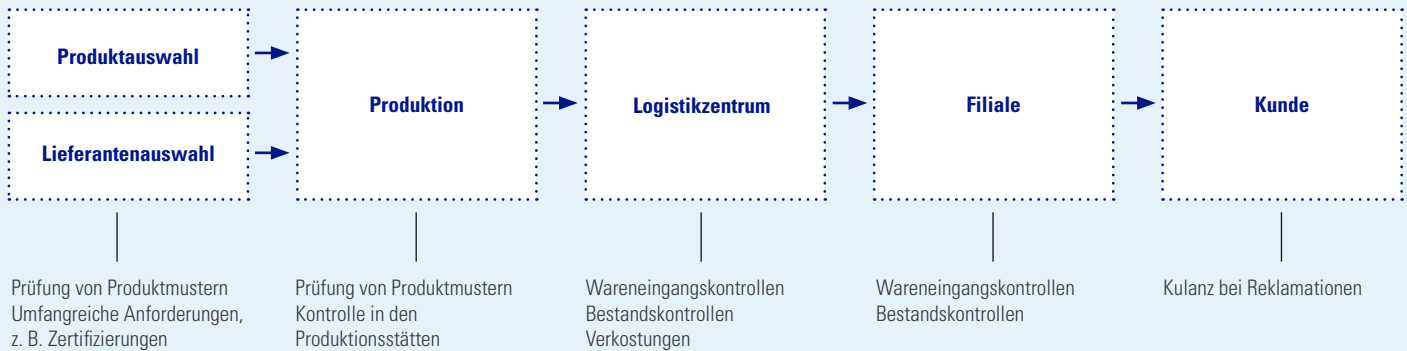 Produktauswahl
Lieferantenauswahl
Produktion
Logistikzentrum
Filiale
Kunde
Prüfung von Produktmustern
Umfangreiche Anforderungen,
z. B. Zertifizierungen
Prüfung von Produktmustern
Kontrolle in den
Produktionsstätten
Wareneingangskontrollen
Bestandskontrollen
Verkostungen
Wareneingangskontrollen
Bestandskontrollen
Kulanz bei Reklamationen